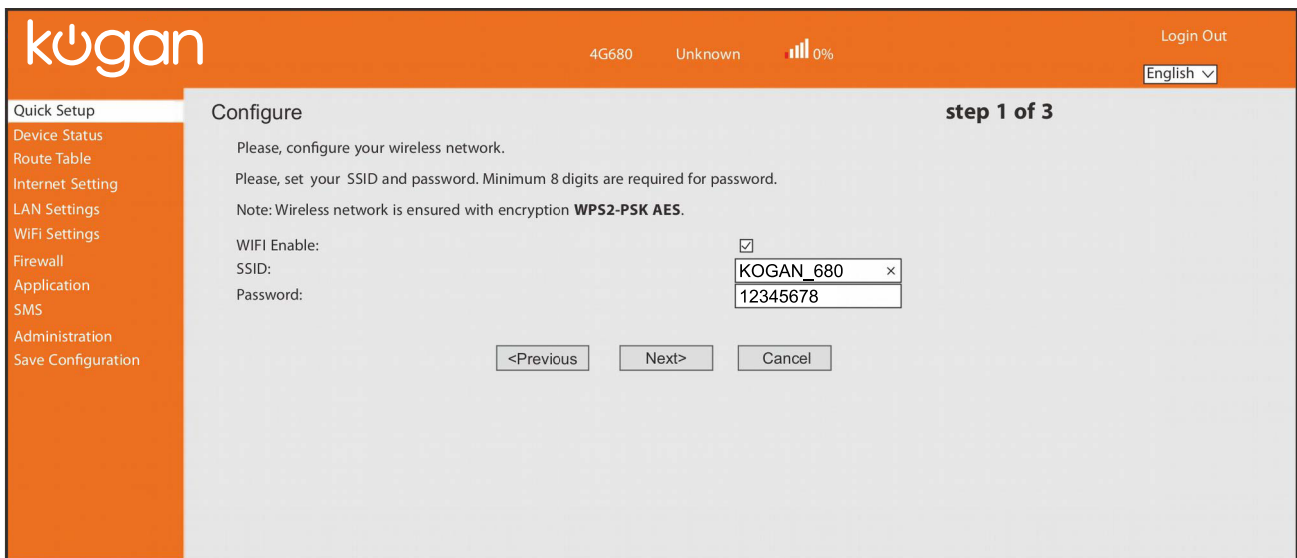 kogan
4G680 Unknown 0%
Login Out
English
Quick Setup
Device Status
Route Table
Internet Setting
LAN Settings
WiFi Settings
Firewall
Application
SMS
Administration
Save Configuration
Configure
step 1 of 3
Please, configure your wireless network.
Please, set your SSID and password. Minimum 8 digits are required for password.
Note: Wireless network is ensured with encryption WPS2-PSK AES.
WIFI Enable:
SSID: KOGAN_680 ×
Password: 12345678
<Previous Next> Cancel